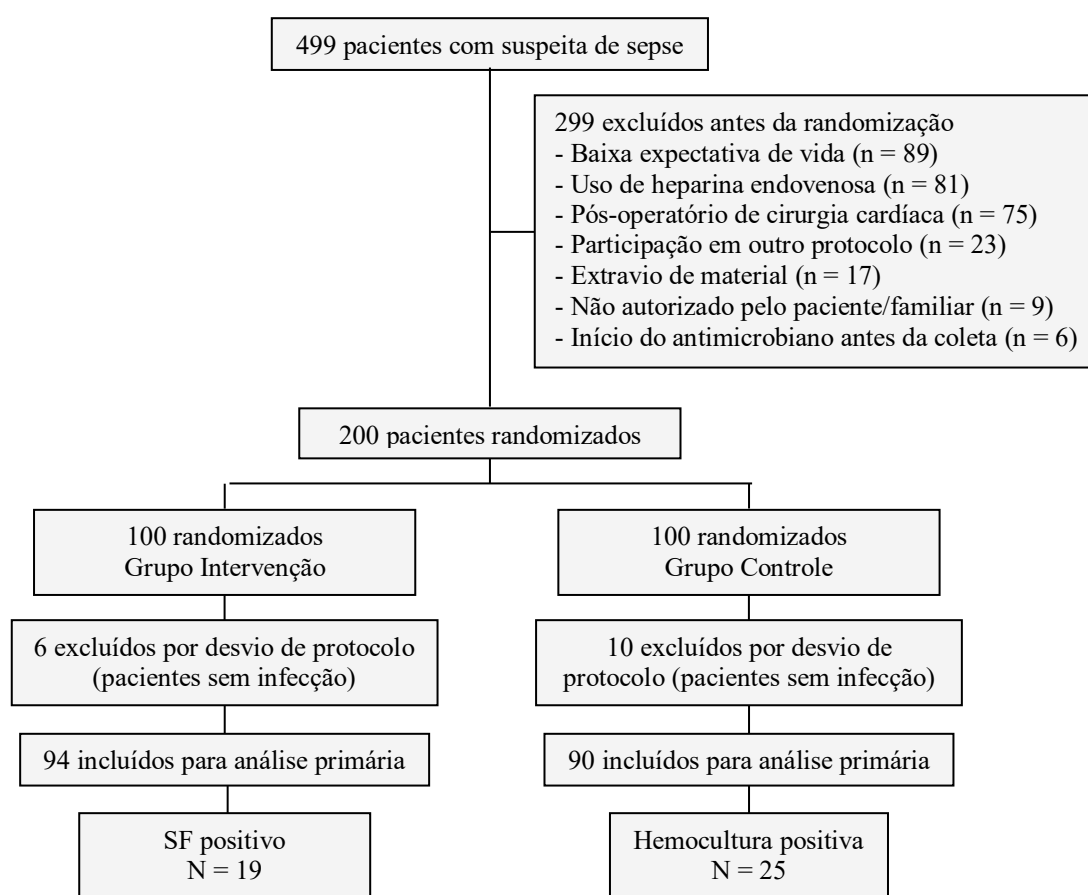 499 pacientes com suspeita de sepse
299 excluídos antes da randomização
- Baixa expectativa de vida (n = 89)
- Uso de heparina endovenosa (n = 81)
- Pós-operatório de cirurgia cardíaca (n = 75)
- Participação em outro protocolo (n = 23)
- Extravio de material (n = 17)
- Não autorizado pelo paciente/familiar (n = 9)
- Início do antimicrobiano antes da coleta (n = 6)
200 pacientes randomizados
100 randomizados
Grupo Intervenção
100 randomizados
Grupo Controle
6 excluídos por desvio de protocolo
(pacientes sem infecção)
10 excluídos por desvio de
protocolo (pacientes sem infecção)
94 incluídos para análise primária
90 incluídos para análise primária
SF positivo
N = 19
Hemocultura positiva
N = 25